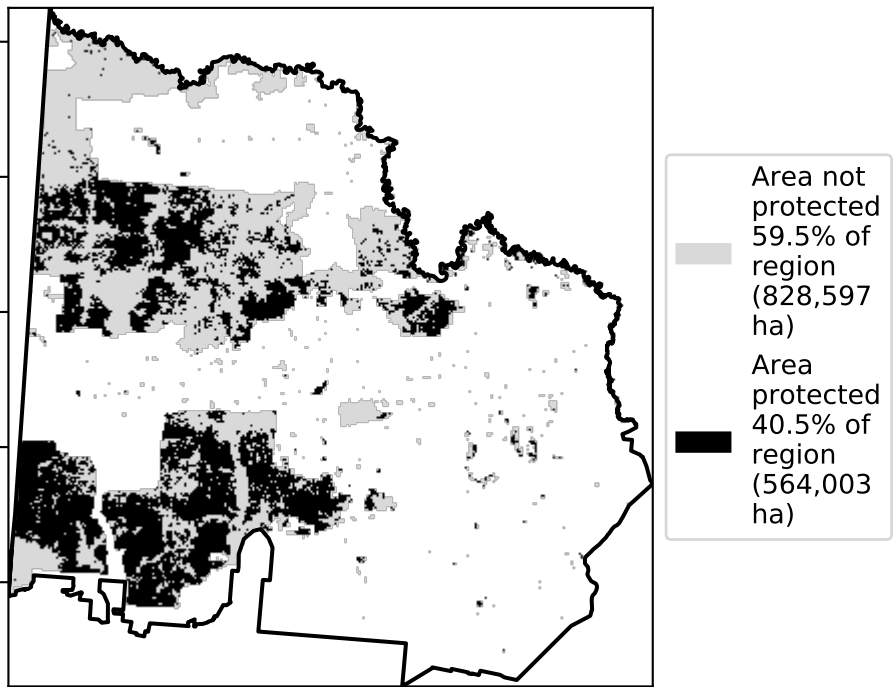 Area not
protected
59.5% of
region
(828,597
ha)
Area
protected
40.5% of
region
(564,003
ha)